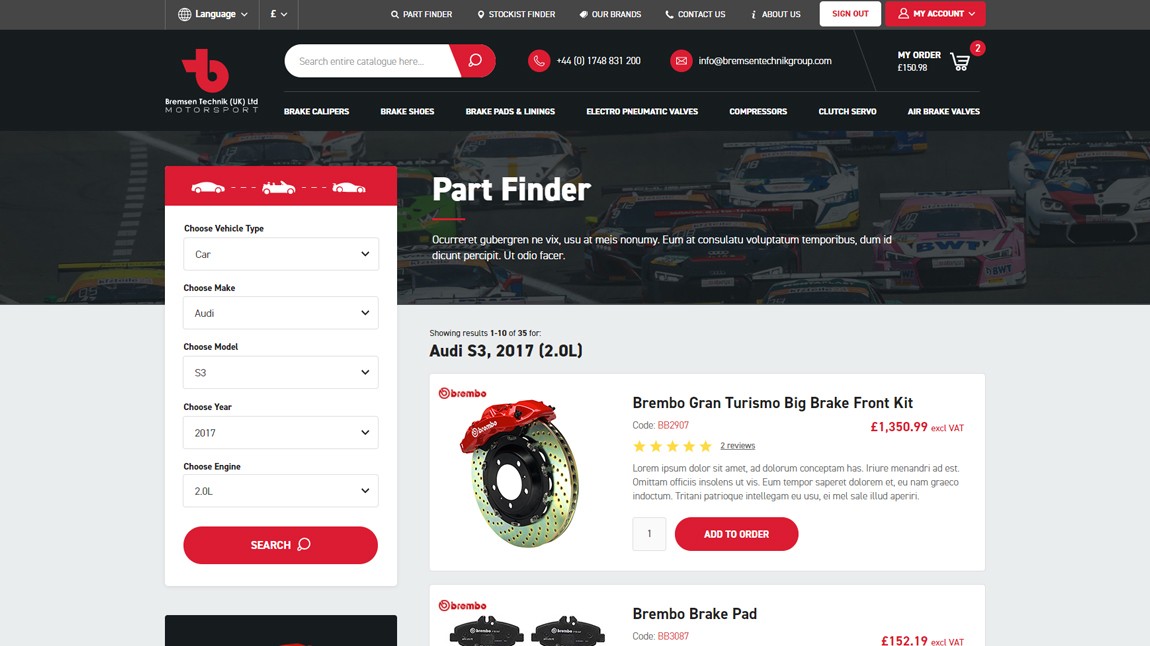 Language
£
PART FINDER
STOCKIST FINDER
OUR BRANDS
CONTACT US
ABOUT US
SIGN OUT
MY ACCOUNT
b
Bremsen Technik (UK) Ltd
MOTORSPORT
Search entire catalogue here...
+44 (0) 1748 831 200
info@bremsentechnikgroup.com
MY ORDER
£150.98
2
BRAKE CALIPERS
BRAKE SHOES
BRAKE PADS & LININGS
ELECTRO PNEUMATIC VALVES
COMPRESSORS
CLUTCH SERVO
AIR BRAKE VALVES
Choose Vehicle Type
Car
Choose Make
Audi
Choose Model
S3
Choose Year
2017
Choose Engine
2.0L
SEARCH
Part Finder
Ocurreret gubergren ne vix, usu at meis nonumy. Eum at consulatu voluptatum temporibus, dum id
dicunt percipit. Ut odio facer.
BWT
Showing results 1-10 of 35 for:
Audi S3, 2017 (2.0L)
brembo
brembo
Brembo Gran Turismo Big Brake Front Kit
Code: BB2907
£1,350.99 excl VAT
2 reviews
Lorem ipsum dolor sit amet, ad dolorum conceptam has. Iriure menandri ad est.
Omittam officiis insolens ut vis. Eum tempor saperet dolorem et, eu nam graeco
indoctum. Tritani patrioque intellegam eu usu, ei mel sale illud aperiri.
1
ADD TO ORDER
brembo
brembo
brembo
Brembo Brake Pad
Code: BB3087
£152.19 excl VAT